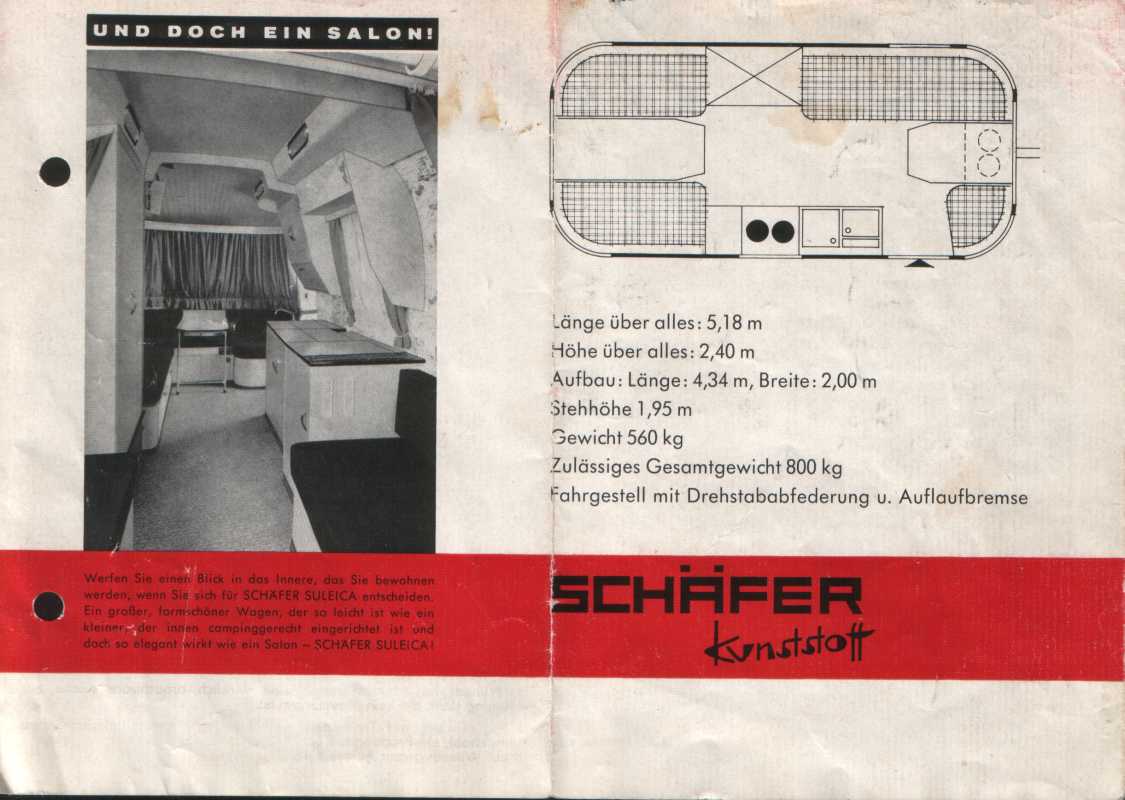 UND DOCH EIN SALON!
Werfen Sie einen Blick in das Innere, das Sie bewohnen
werden, wenn Sie sich für SCHÄFER SULEICA entscheiden.
Ein großer, formschöner Wagen, der so leicht ist wie ein
kleiner, der innen campinggerecht eingerichtet ist und
doch so elegant wirkt wie ein Salon – SCHÄFER SULEICA!
Länge über alles: 5,18 m
Höhe über alles: 2,40 m
Aufbau: Länge: 4,34 m, Breite: 2,00 m
Stehhöhe 1,95 m
Gewicht 560 kg
Zulässiges Gesamtgewicht 800 kg
Fahrgestell mit Drehstababfederung u. Auflaufbremse
SCHÄFER
kunststoff